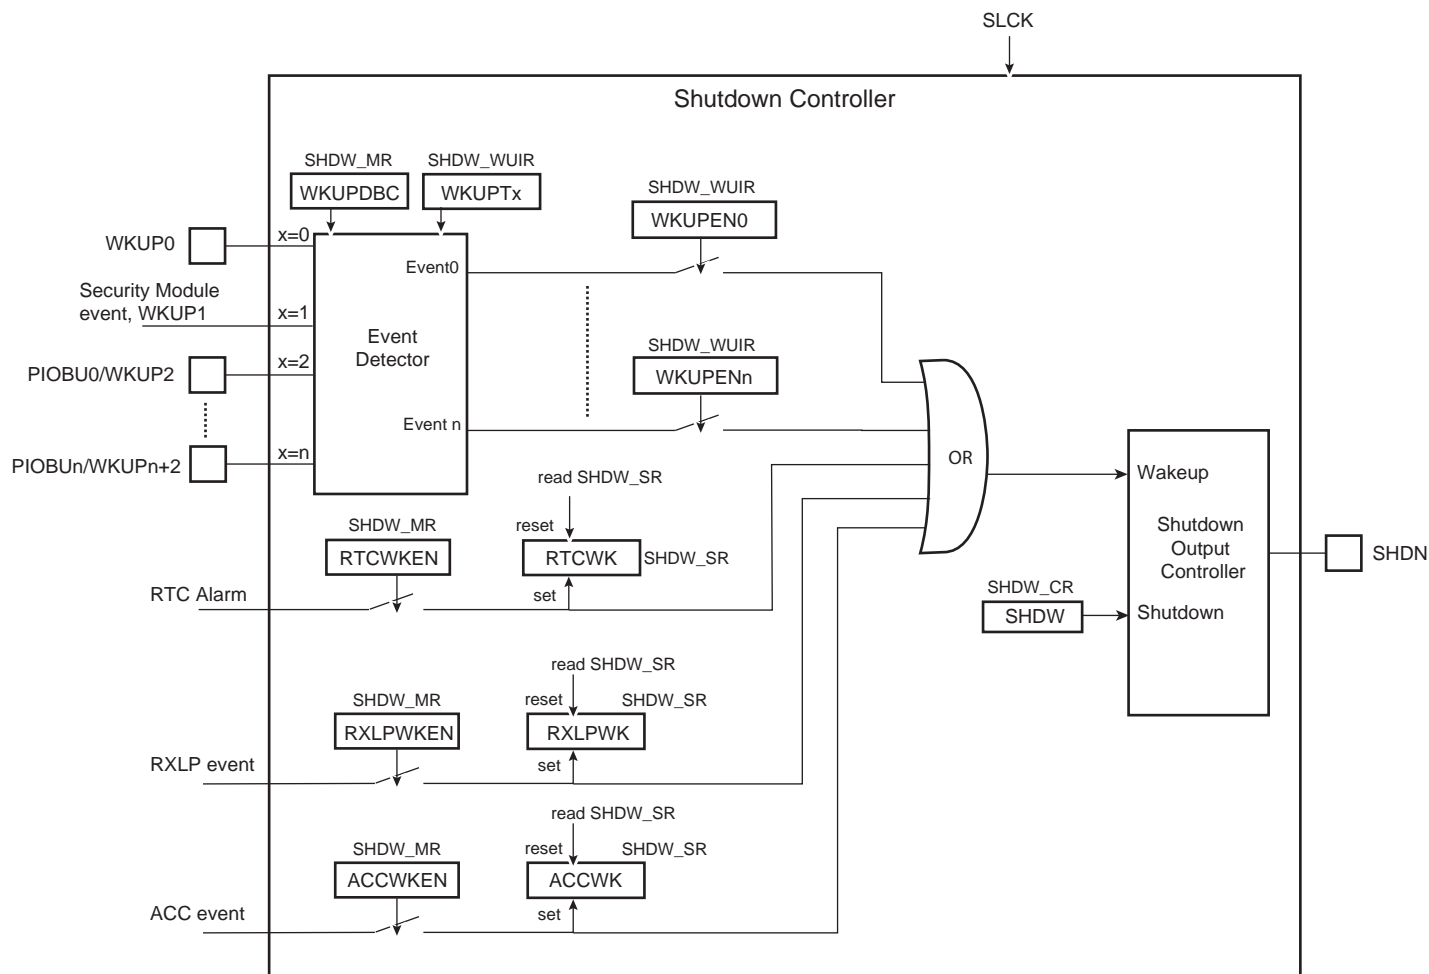 SLCK
Shutdown Controller
SHDW_MR
SHDW_WUIR
WKUPDBC
WKUPTx
SHDW_WUIR
WKUPEN0
WKUP0
x=0
Event0
Security Module
event, WKUP1
x=1
Event
Detector
SHDW_WUIR
WKUPENn
PIOBU0/WKUP2
x=2
Event n
PIOBUn/WKUPn+2
x=n
OR
Wakeup
Shutdown
Output
Controller
SHDN
read SHDW_SR
reset
SHDW_MR
RTCWKEN
RTCWK
SHDW_SR
RTC Alarm
set
SHDW_CR
SHDW
Shutdown
read SHDW_SR
SHDW_MR
reset
SHDW_SR
RXLPWKEN
RXLPWK
RXLP event
set
read SHDW_SR
SHDW_MR
reset
SHDW_SR
ACCWKEN
ACCWK
ACC event
set